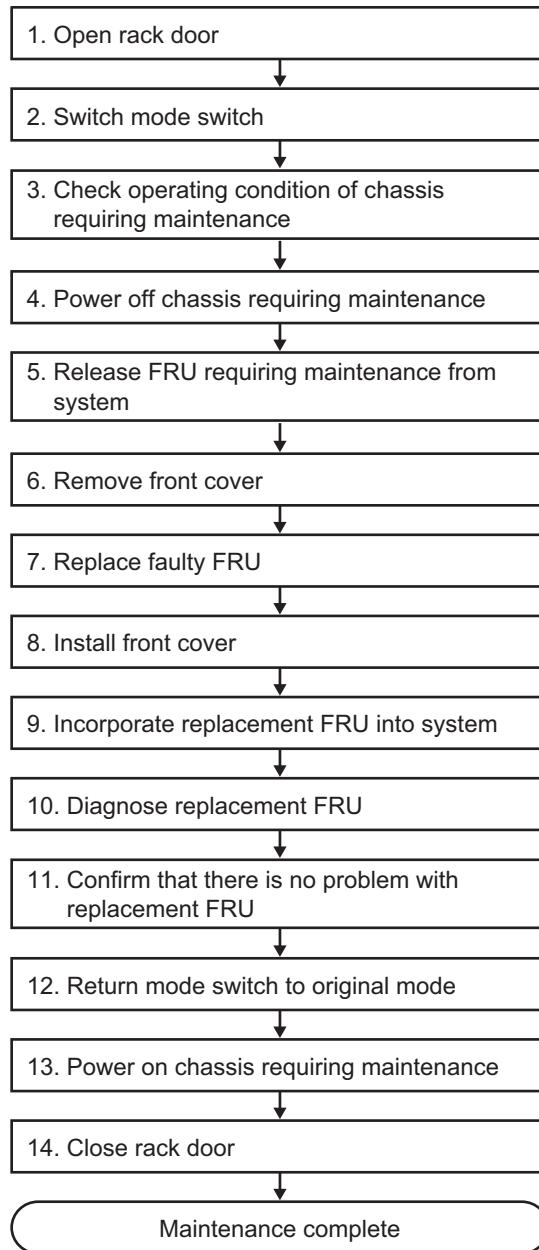 1. Open rack door
2. Switch mode switch
3. Check operating condition of chassis
requiring maintenance
4. Power off chassis requiring maintenance
5. Release FRU requiring maintenance from
system
6. Remove front cover
7. Replace faulty FRU
8. Install front cover
9. Incorporate replacement FRU into system
10. Diagnose replacement FRU
11. Confirm that there is no problem with
replacement FRU
12. Return mode switch to original mode
13. Power on chassis requiring maintenance
14. Close rack door
Maintenance complete